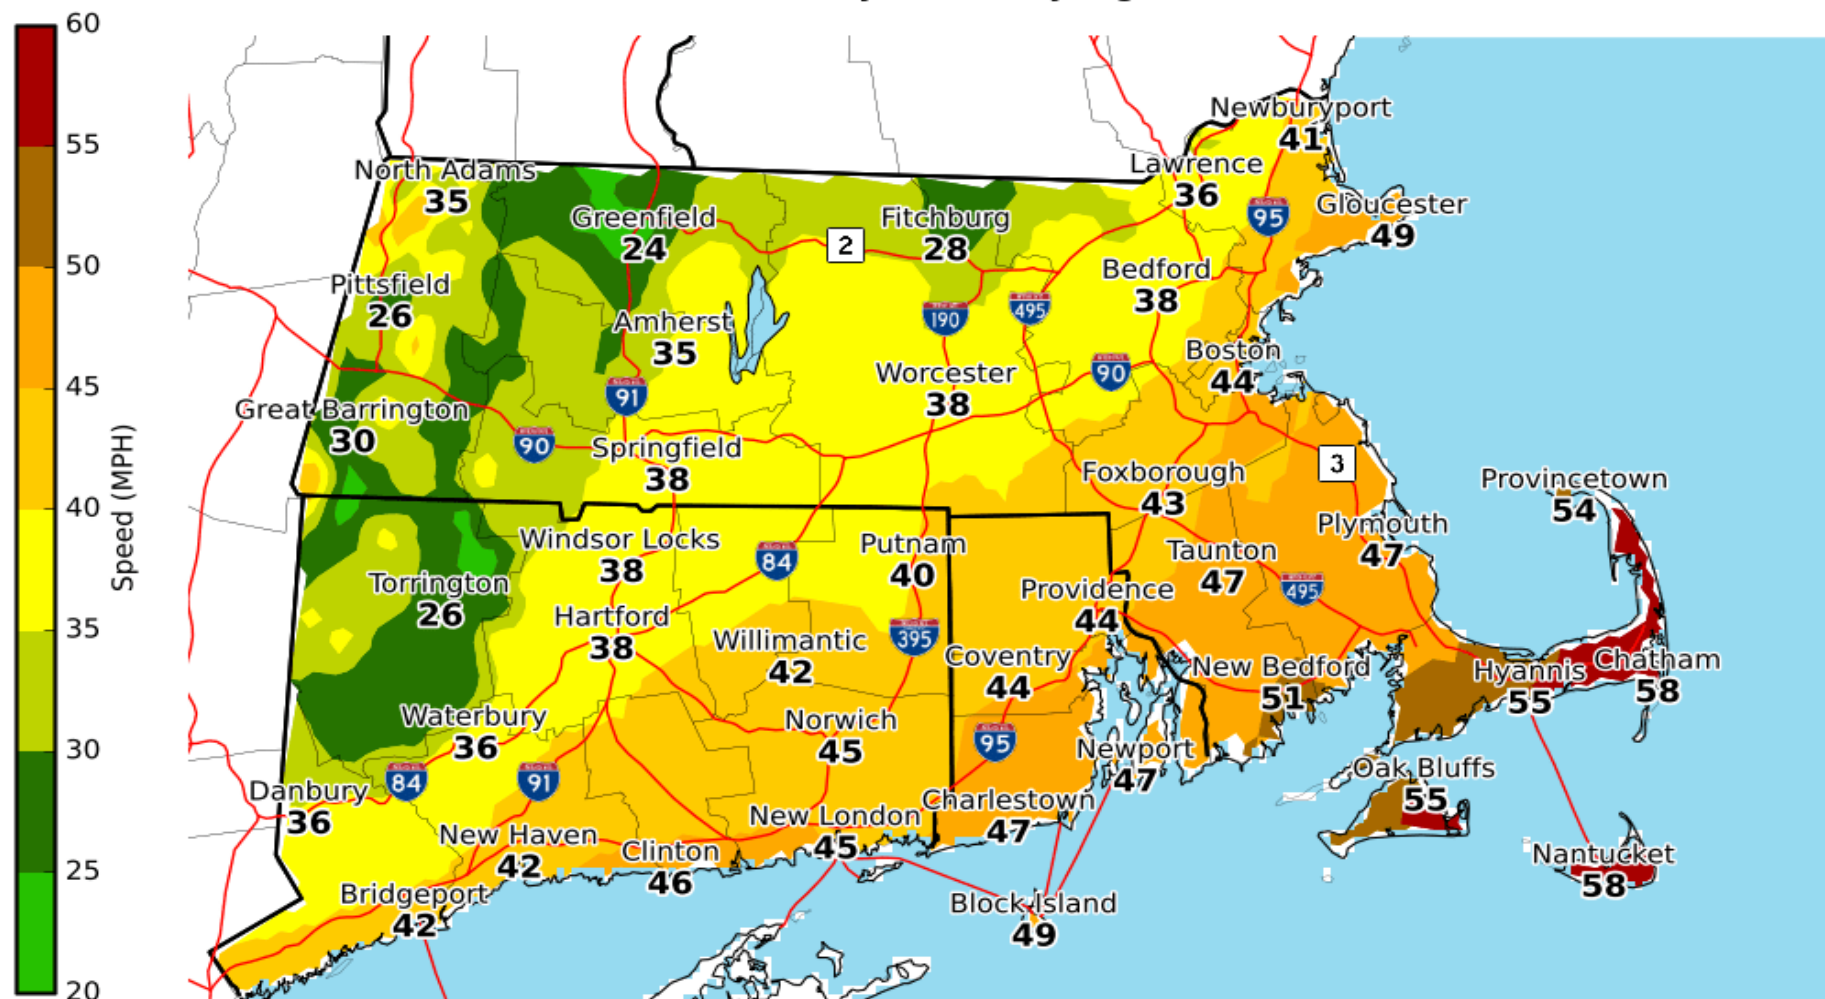 60
55
50
45
40
35
30
25
20
Speed (MPH)
Newburyport
41
Lawrence
36
North Adams
35
95
Gloucester
49
Greenfield
24
2
Fitchburg
28
Bedford
38
Pittsfield
26
190
495
Amherst
35
Boston
44
Worcester
38
90
91
Great Barrington
30
90
Springfield
38
3
Foxborough
43
Provincetown
54
Plymouth
47
Windsor Locks
38
84
Putnam
40
Taunton
47
Torrington
26
Providence
44
495
Hartford
38
Willimantic
42
395
Coventry
44
New Bedford
51
Hyannis
55
Chatham
58
Waterbury
36
Norwich
45
95
Newport
47
84
91
Oak Bluffs
55
Danbury
36
New London
45
Charlestown
47
New Haven
42
Clinton
46
Nantucket
58
Bridgeport
42
Block Island
49